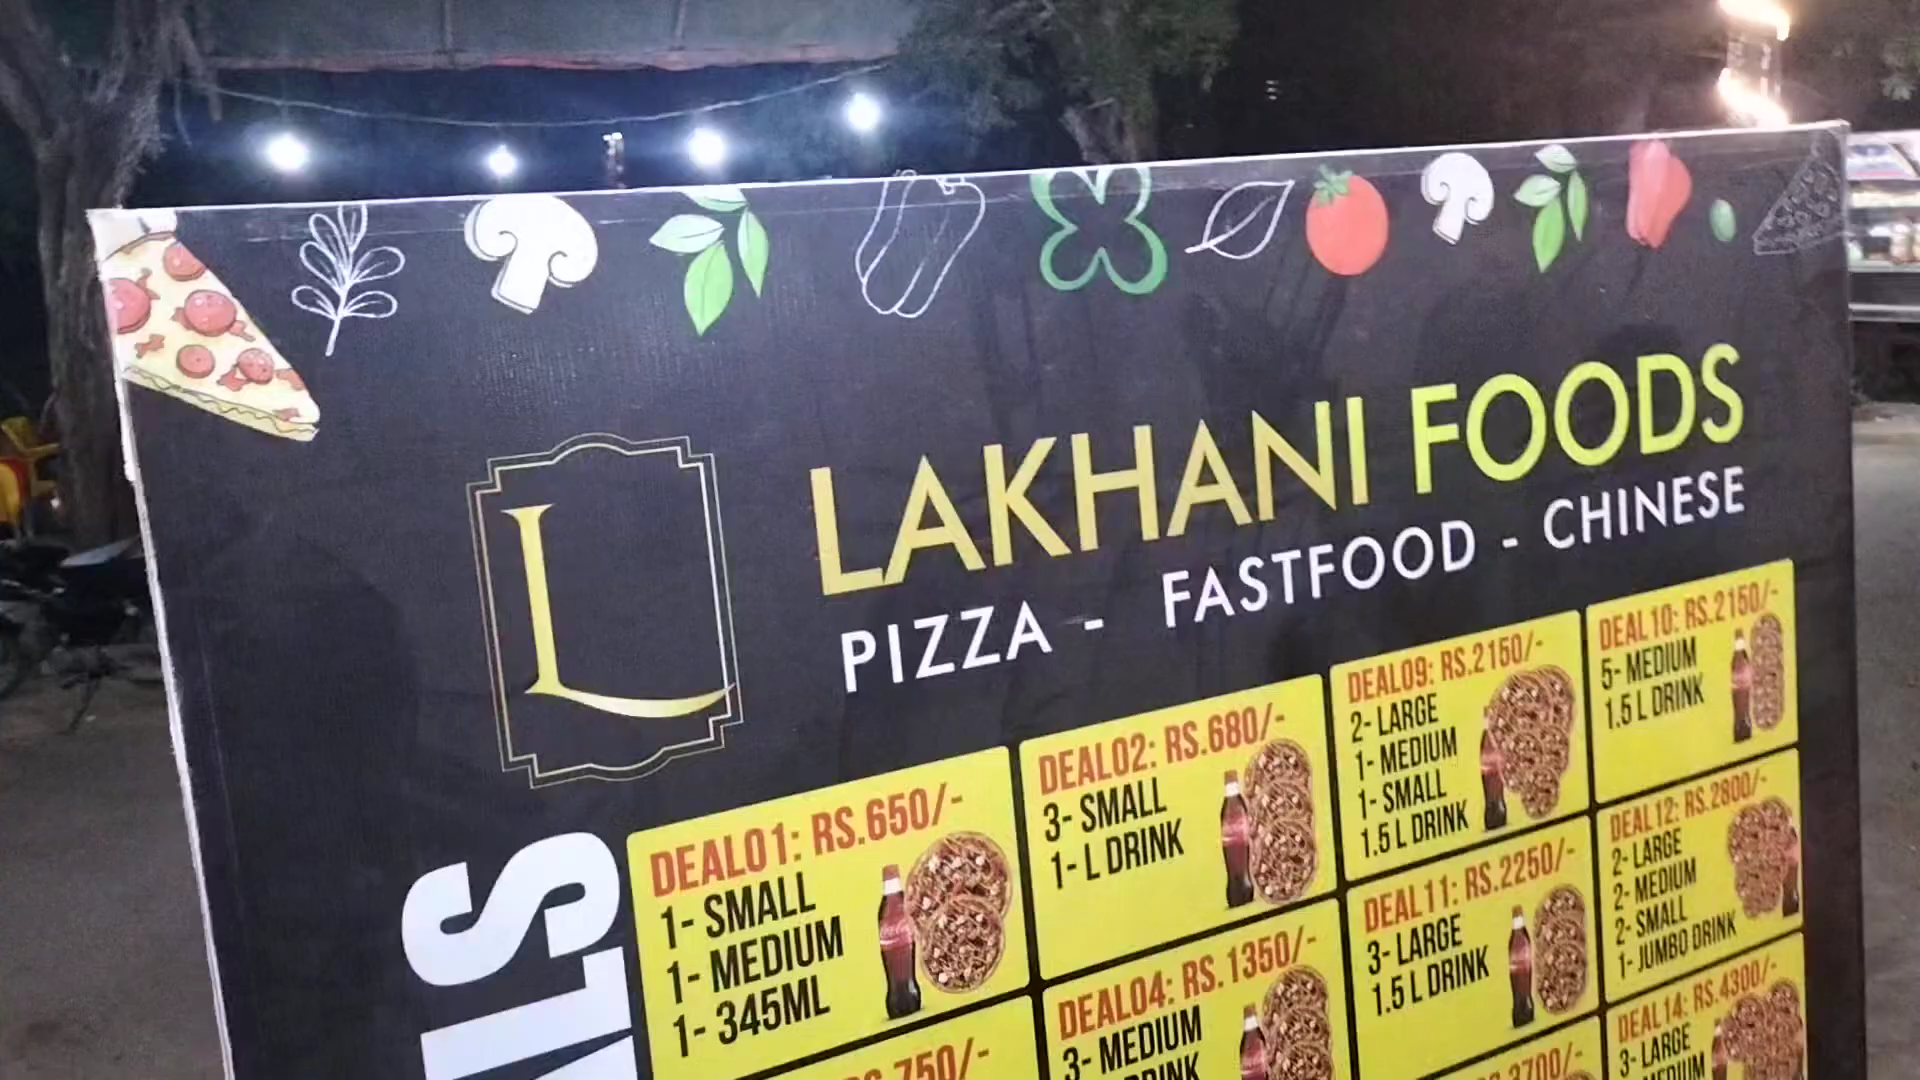 LAKHANI FOODS
PIZZA - FASTFOOD - CHINESE
L
DEAL01: RS.650/-
1- SMALL
1- MEDIUM
1- 345ML
DEAL02: RS.680/-
3- SMALL
1- L DRINK
DEAL09: RS.2150/-
2- LARGE
1- MEDIUM
1- SMALL
1.5 L DRINK
DEAL10: RS.2150/-
5- MEDIUM
1.5 L DRINK
DEAL04: RS.1350/-
3- MEDIUM
DRINK
DEAL11: RS.2250/-
3- LARGE
1.5 L DRINK
DEAL12: RS.2800/-
2- LARGE
2- MEDIUM
2- SMALL
1- JUMBO DRINK
DEAL14: RS.4300/-
3- LARGE
MEDIUM
750/-
3700/-